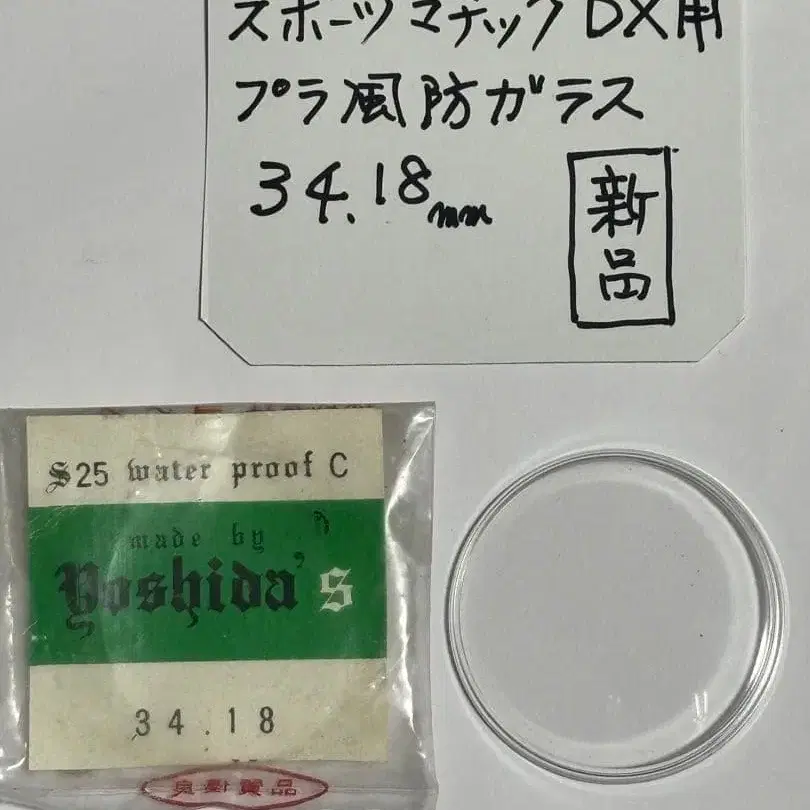 スポーツマチックDX用
プラ風防ガラス
34.18mm
新品
S25 water proof C
made by
Yoshida's
34.18